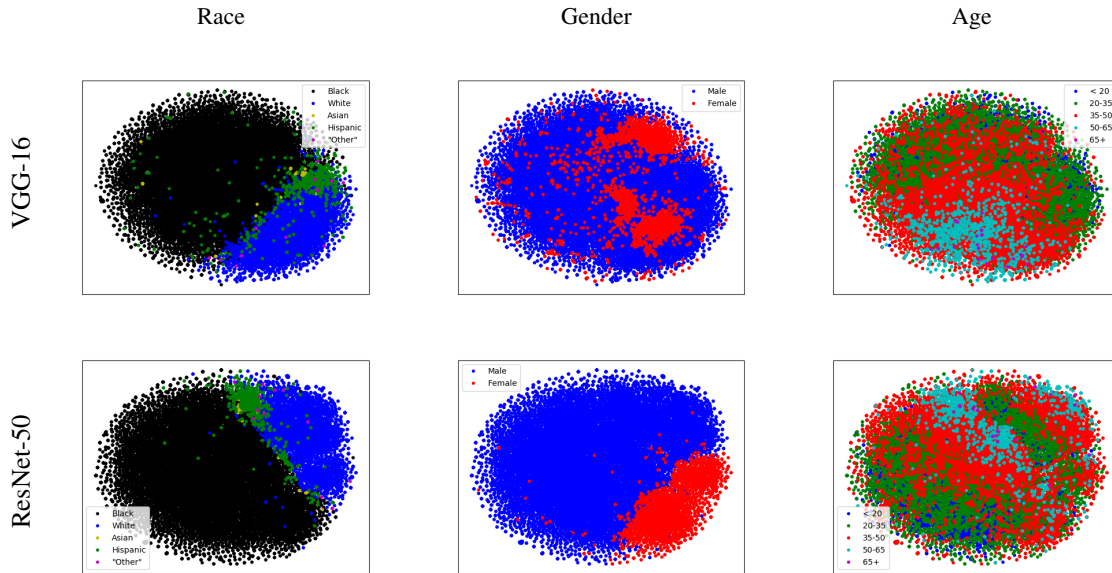 Race Gender Age
VGG-16
Black
White
Asian
Hispanic
"Other"
Male
Female
< 20
20-35
35-50
50-65
65+
ResNet-50
Black
White
Asian
Hispanic
"Other"
Male
Female
< 20
20-35
35-50
50-65
65+